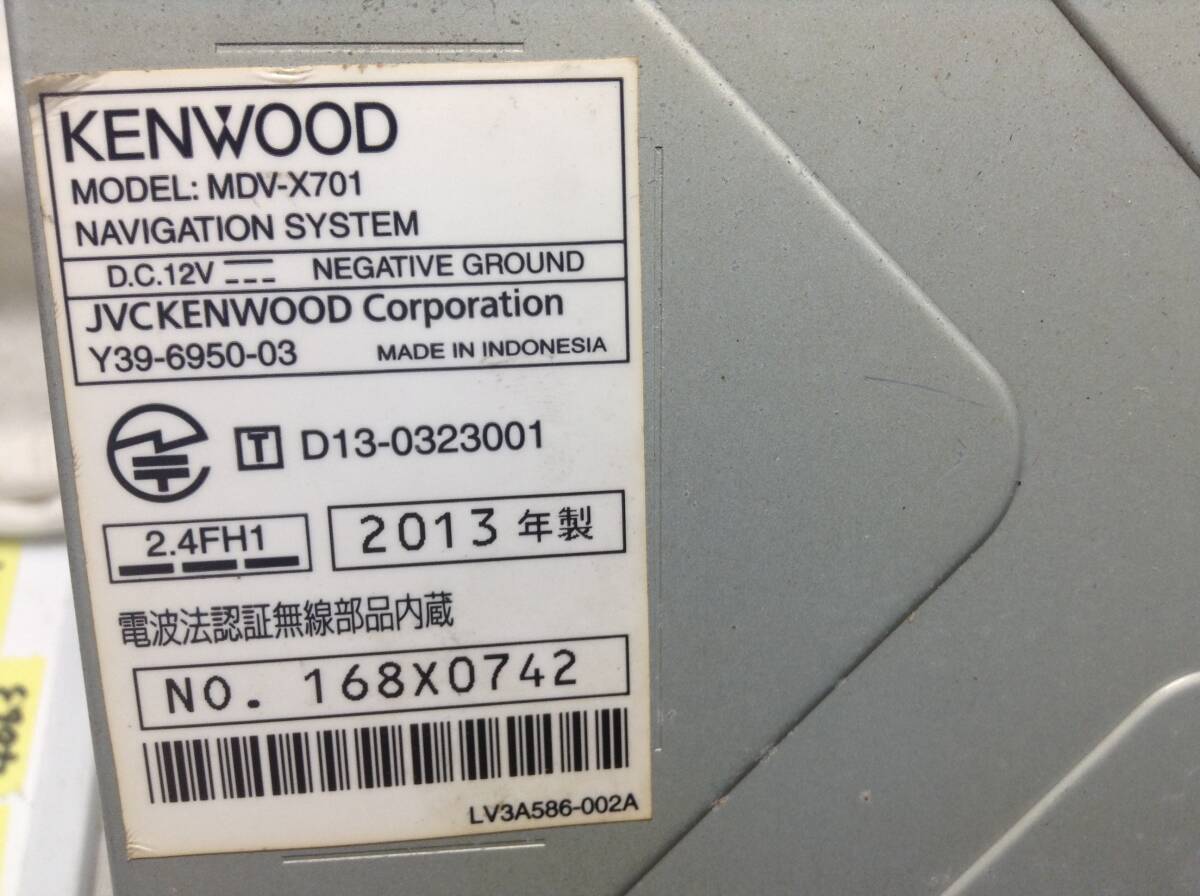 KENWOOD
MODEL: MDV-X701
NAVIGATION SYSTEM
D.C.12V NEGATIVE GROUND
JVCKENWOOD Corporation
Y39-6950-03 MADE IN INDONESIA
T D13-0323001
2.4FH1 2013 年製
電波法認証無線部品内蔵
NO. 168X0742
LV3A586-002A